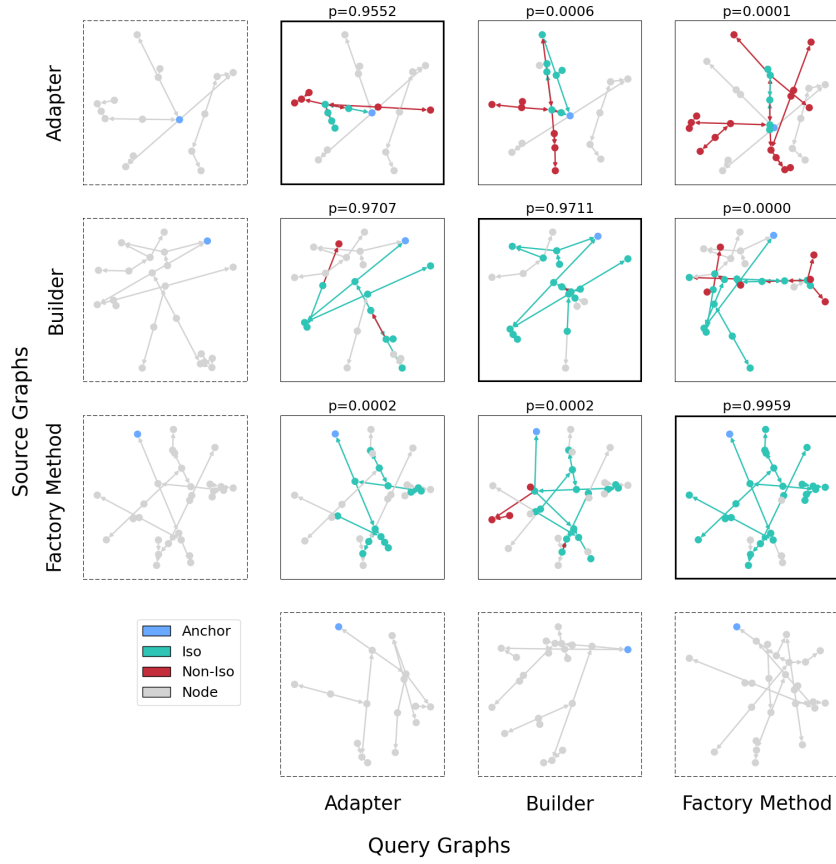 p=0.9552
p=0.0006
p=0.0001
Adapter
p=0.9707
p=0.9711
p=0.0000
Builder
Source Graphs
p=0.0002
p=0.0002
p=0.9959
Factory Method
Anchor
Iso
Non-Iso
Node
Adapter
Builder
Factory Method
Query Graphs